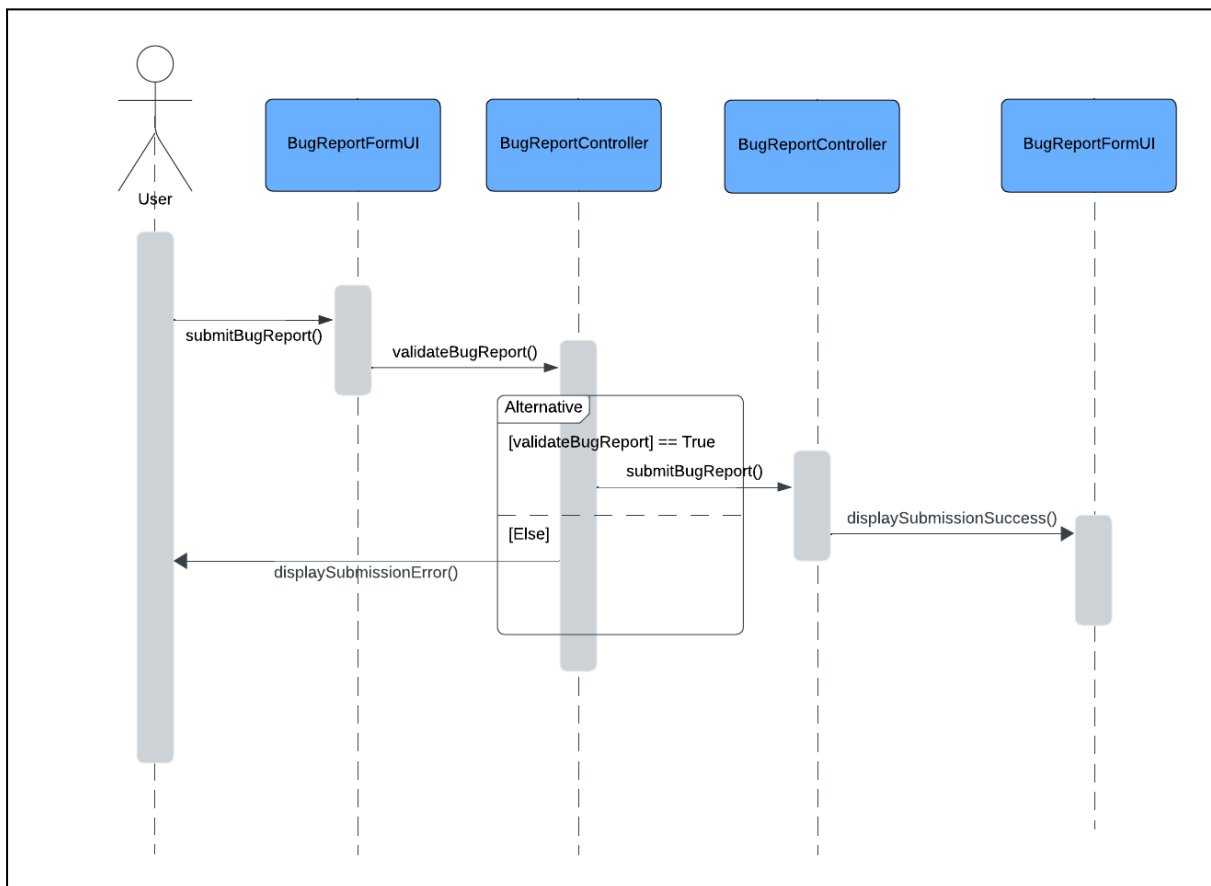 User
BugReportFormUI
BugReportController
BugReportController
BugReportFormUI
submitBugReport()
validateBugReport()
Alternative
[validateBugReport] == True
submitBugReport()
displaySubmissionSuccess()
[Else]
displaySubmissionError()